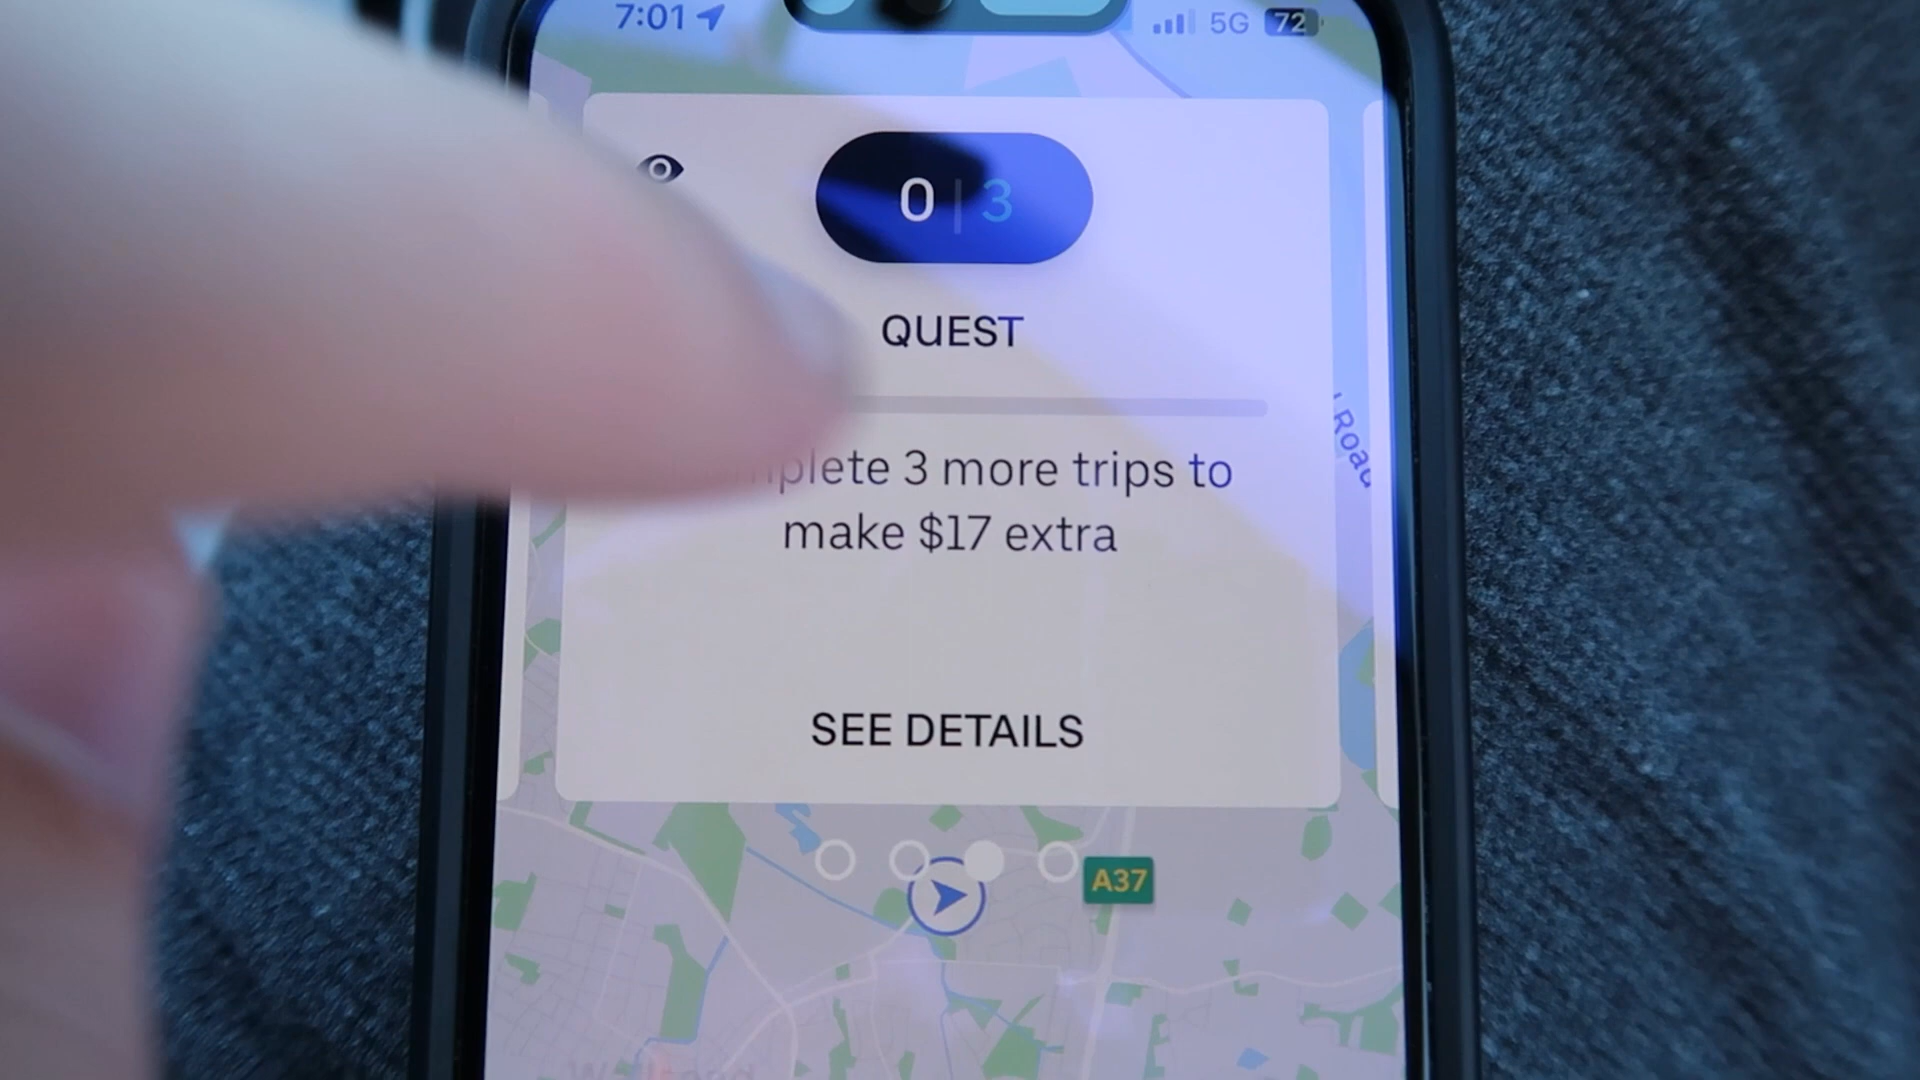 7:01
5G 72
0 | 3
QUEST
Road
plete 3 more trips to
make $17 extra
SEE DETAILS
A37